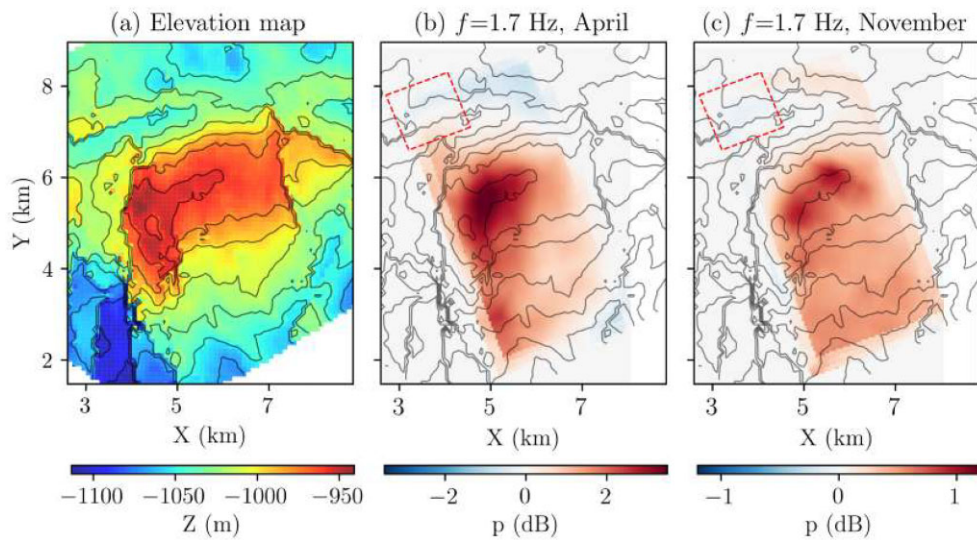 (a) Elevation map
(b) f=1.7 Hz, April
(c) f=1.7 Hz, November
8
6
4
2
Y (km)
3 5 7
3 5 7
3 5 7
X (km)
X (km)
X (km)
−1100 −1050 −1000 −950
−2 0 2
−1 0 1
Z (m)
p (dB)
p (dB)